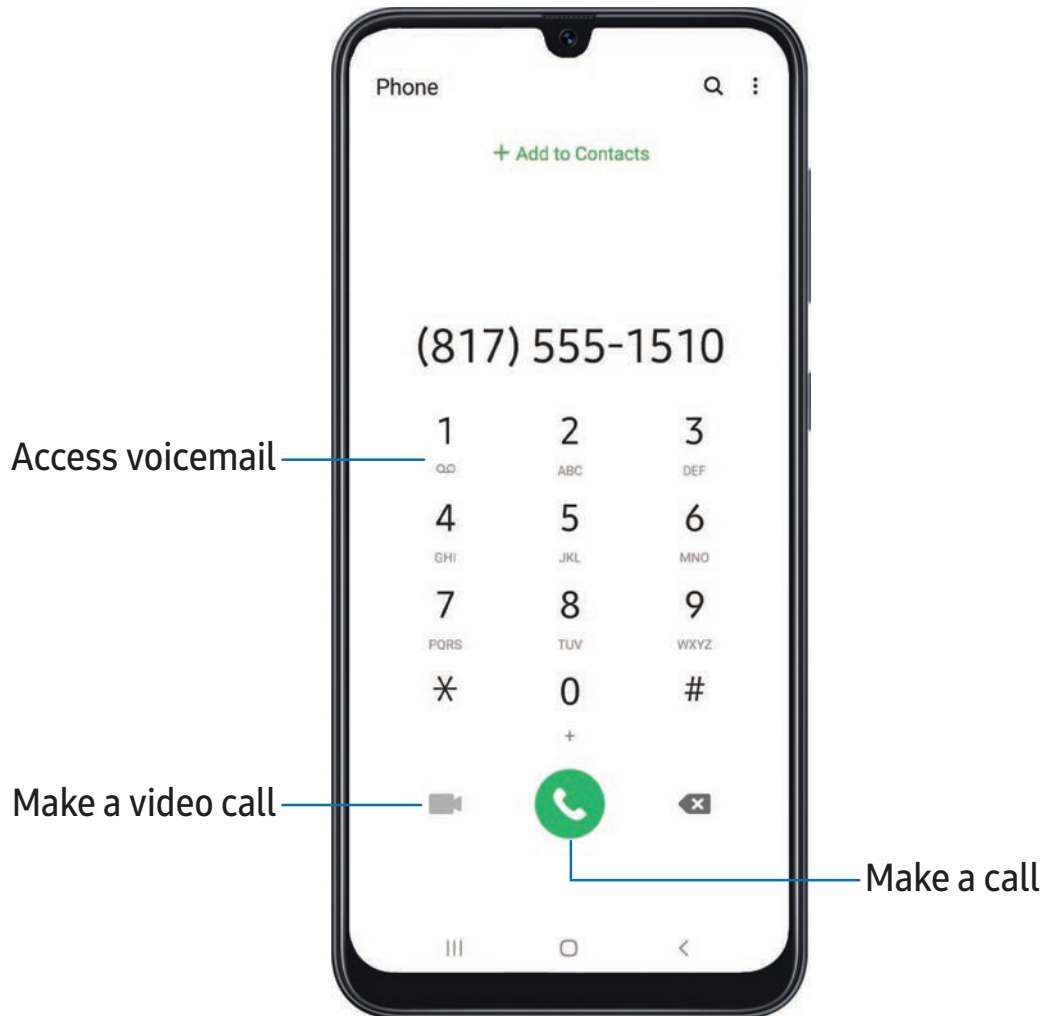 Phone
+ Add to Contacts
(817) 555-1510
1 2 3
ABC DEF
Access voicemail
4 5 6
GHI JKL MNO
7 8 9
PQRS TUV WXYZ
* 0 #
+
Make a video call
Make a call